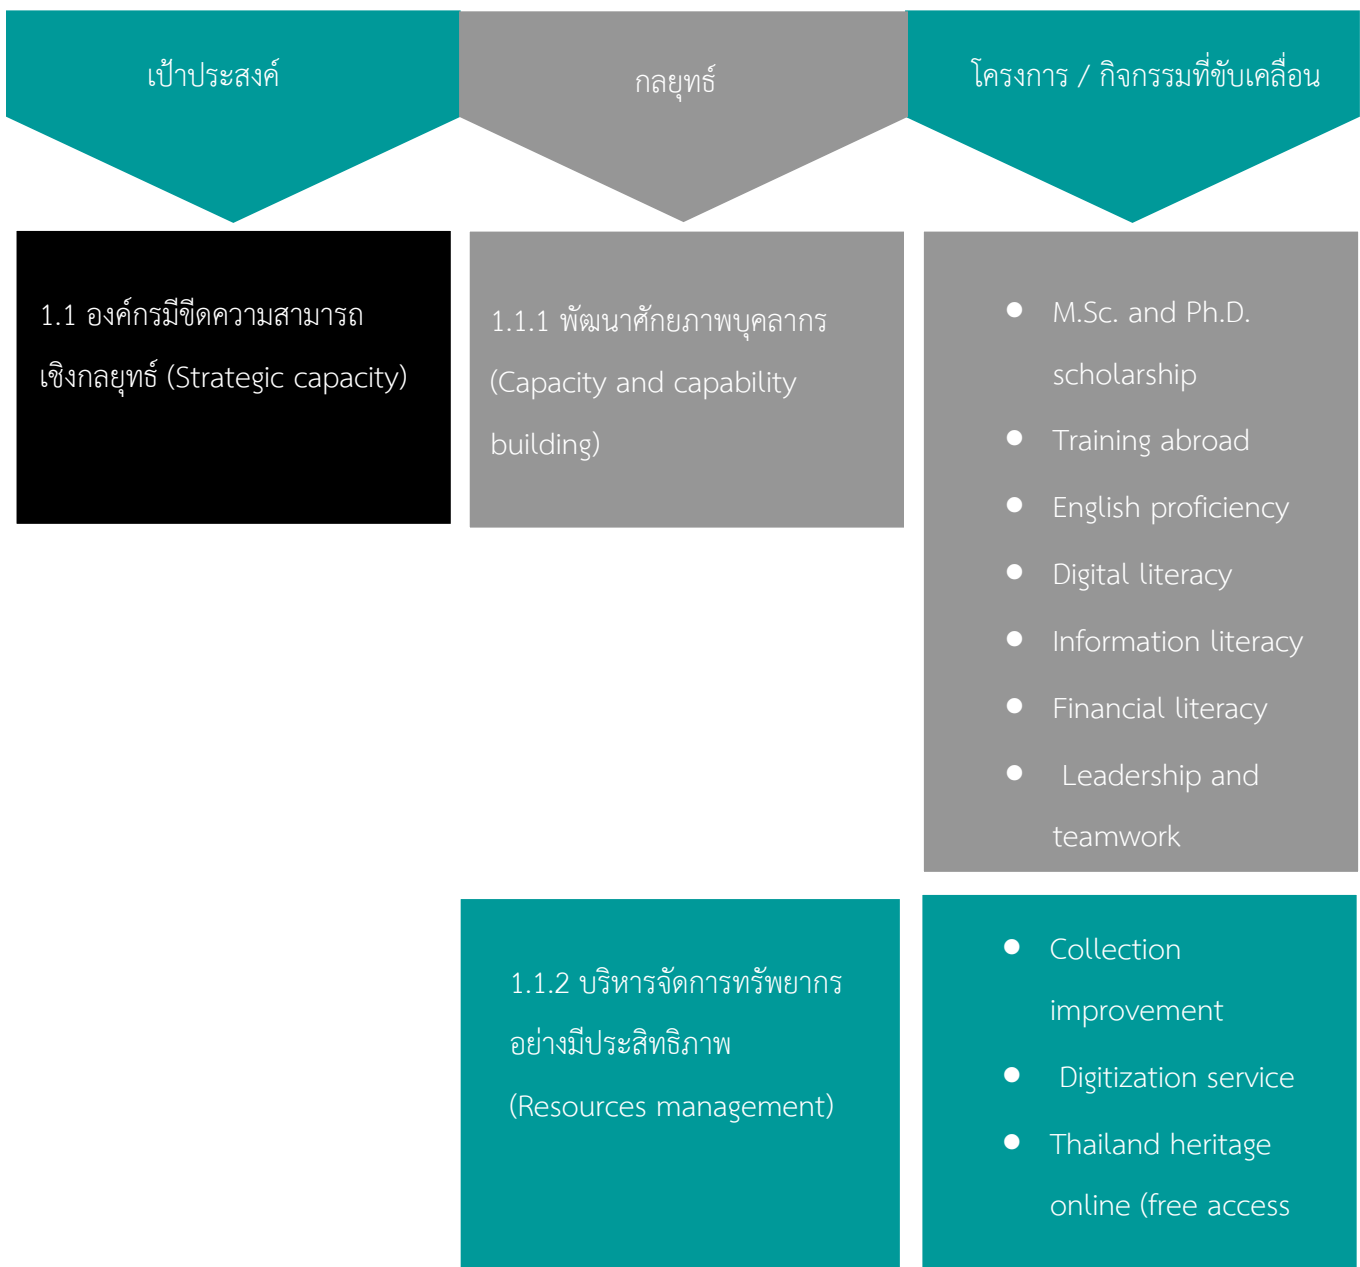 เป้าประสงค์
กลยุทธ์
โครงการ / กิจกรรมที่ขับเคลื่อน
1.1 องค์กรมีขีดความสามารถ
เชิงกลยุทธ์ (Strategic capacity)
1.1.1 พัฒนาศักยภาพบุคลากร
(Capacity and capability
building)
● M.Sc. and Ph.D.
scholarship
● Training abroad
● English proficiency
● Digital literacy
● Information literacy
● Financial literacy
● Leadership and
teamwork
1.1.2 บริหารจัดการทรัพยากร
อย่างมีประสิทธิภาพ
(Resources management)
● Collection
improvement
● Digitization service
● Thailand heritage
online (free access